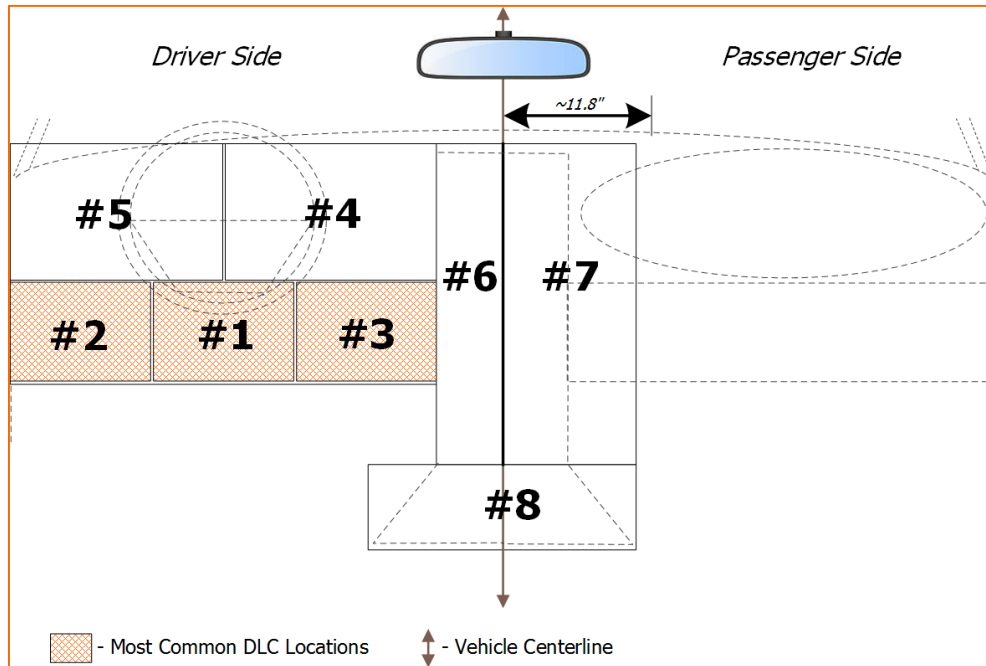 Driver Side
Passenger Side
~11.8"
#5
#4
#6
#7
#2
#1
#3
#8
- Most Common DLC Locations
- Vehicle Centerline